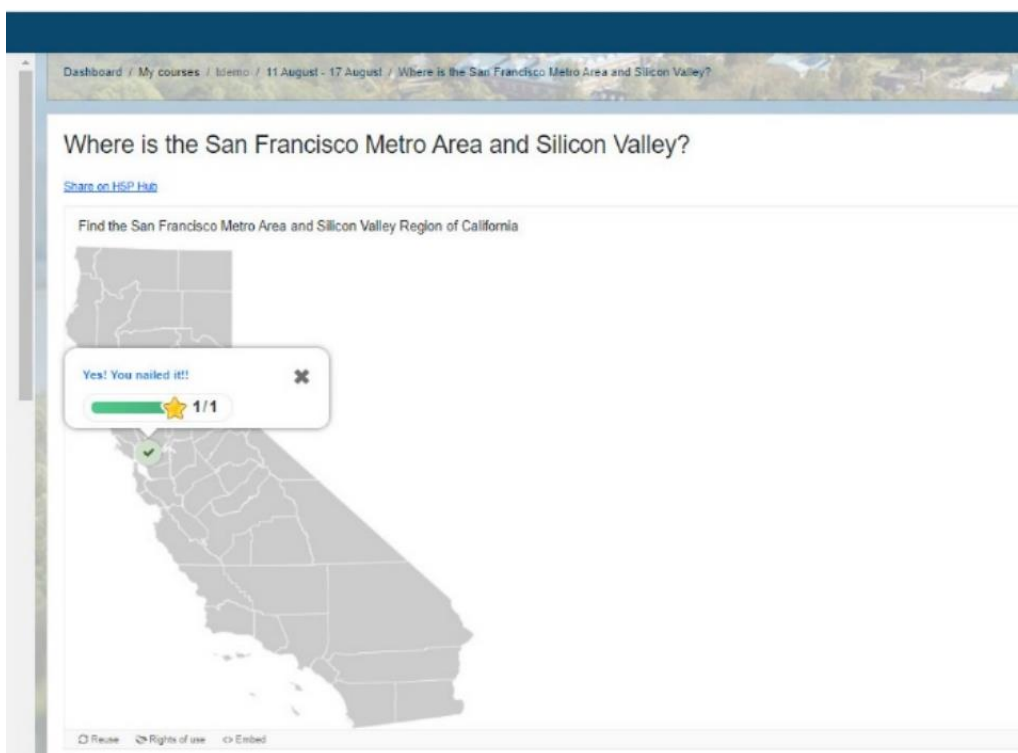 Dashboard / My courses / Idemo / 11 August - 17 August / Where is the San Francisco Metro Area and Silicon Valley?
Where is the San Francisco Metro Area and Silicon Valley?
Share on H5P Hub
Find the San Francisco Metro Area and Silicon Valley Region of California
Yes! You nailed it!!
1/1
Reuse Rights of use <> Embed